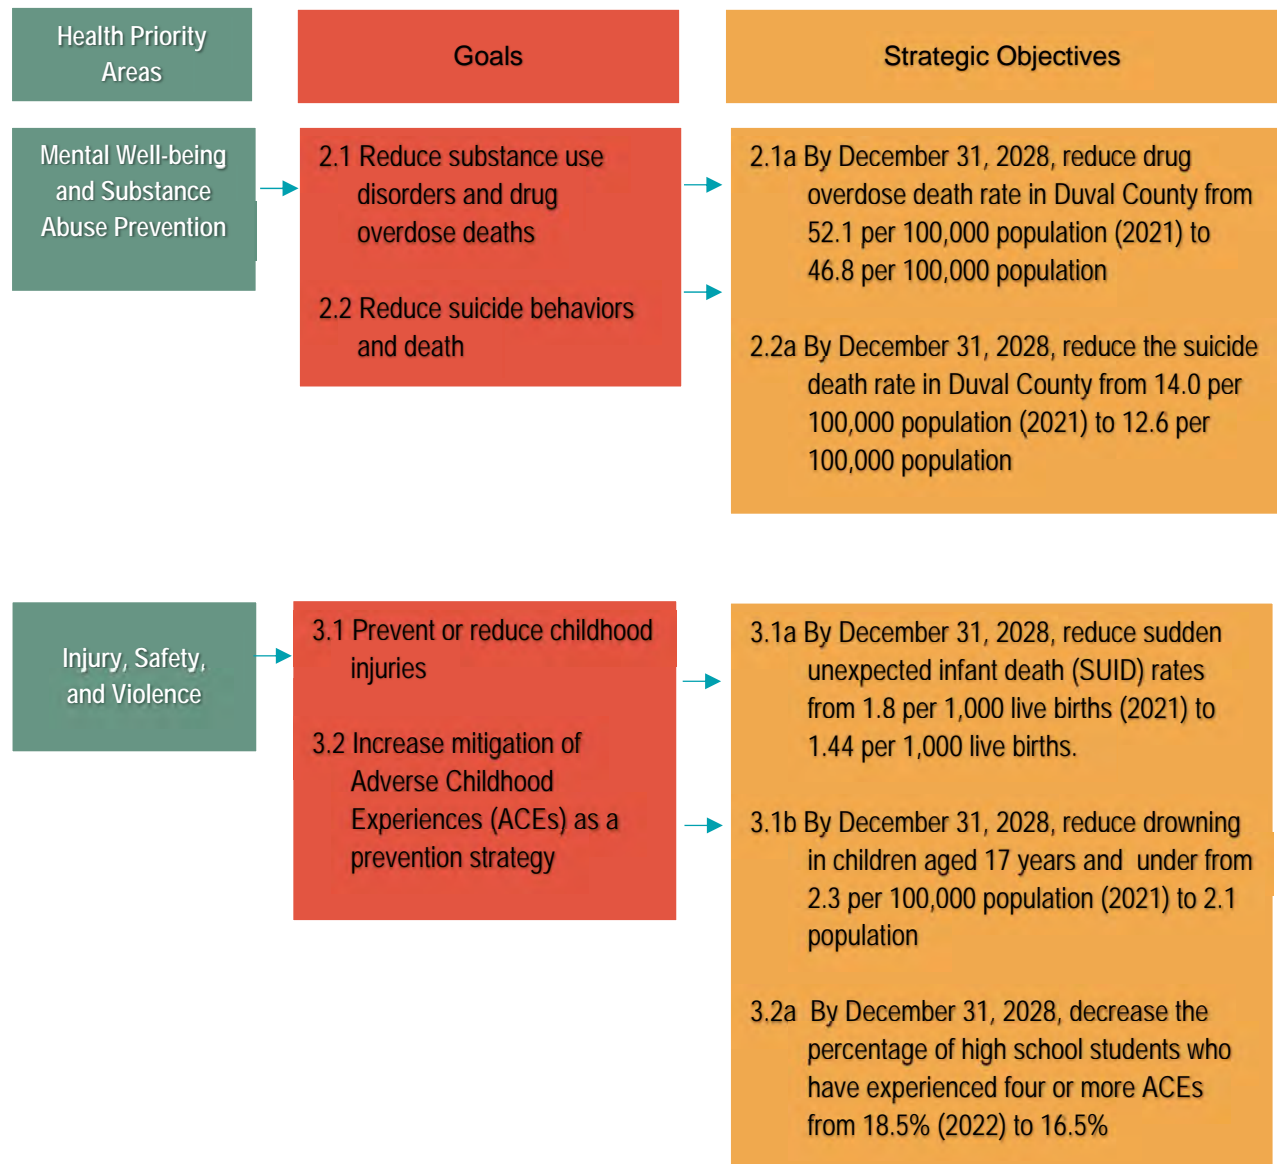 Health Priority
Areas
Goals
Strategic Objectives
Mental Well-being
and Substance
Abuse Prevention
2.1 Reduce substance use
disorders and drug
overdose deaths
2.2 Reduce suicide behaviors
and death
2.1a By December 31, 2028, reduce drug
overdose death rate in Duval County from
52.1 per 100,000 population (2021) to
46.8 per 100,000 population
2.2a By December 31, 2028, reduce the suicide
death rate in Duval County from 14.0 per
100,000 population (2021) to 12.6 per
100,000 population
Injury, Safety,
and Violence
3.1 Prevent or reduce childhood
injuries
3.2 Increase mitigation of
Adverse Childhood
Experiences (ACEs) as a
prevention strategy
3.1a By December 31, 2028, reduce sudden
unexpected infant death (SUID) rates
from 1.8 per 1,000 live births (2021) to
1.44 per 1,000 live births.
3.1b By December 31, 2028, reduce drowning
in children aged 17 years and under from
2.3 per 100,000 population (2021) to 2.1
population
3.2a By December 31, 2028, decrease the
percentage of high school students who
have experienced four or more ACEs
from 18.5% (2022) to 16.5%